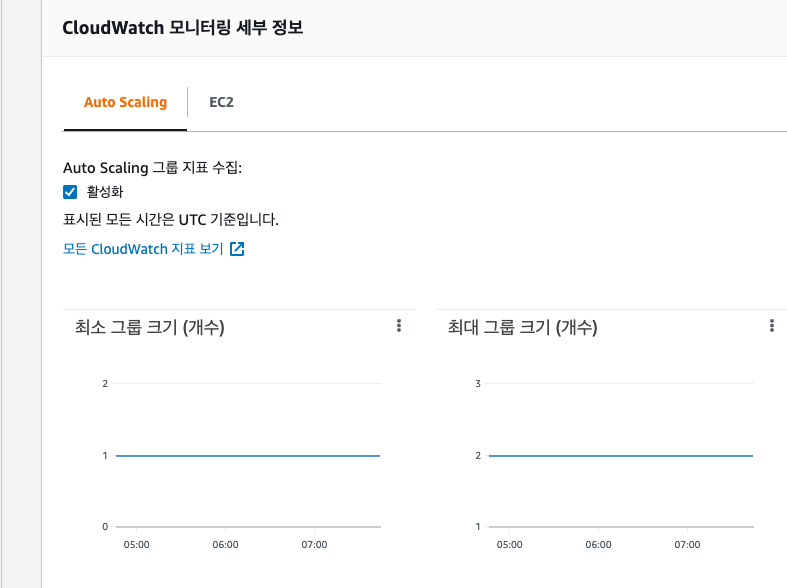 CloudWatch 모니터링 세부 정보
Auto Scaling
EC2
Auto Scaling 그룹 지표 수집:
활성화
표시된 모든 시간은 UTC 기준입니다.
모든 CloudWatch 지표 보기
최소 그룹 크기 (개수)
2
1
0
05:00 06:00 07:00
최대 그룹 크기 (개수)
3
2
1
05:00 06:00 07:00